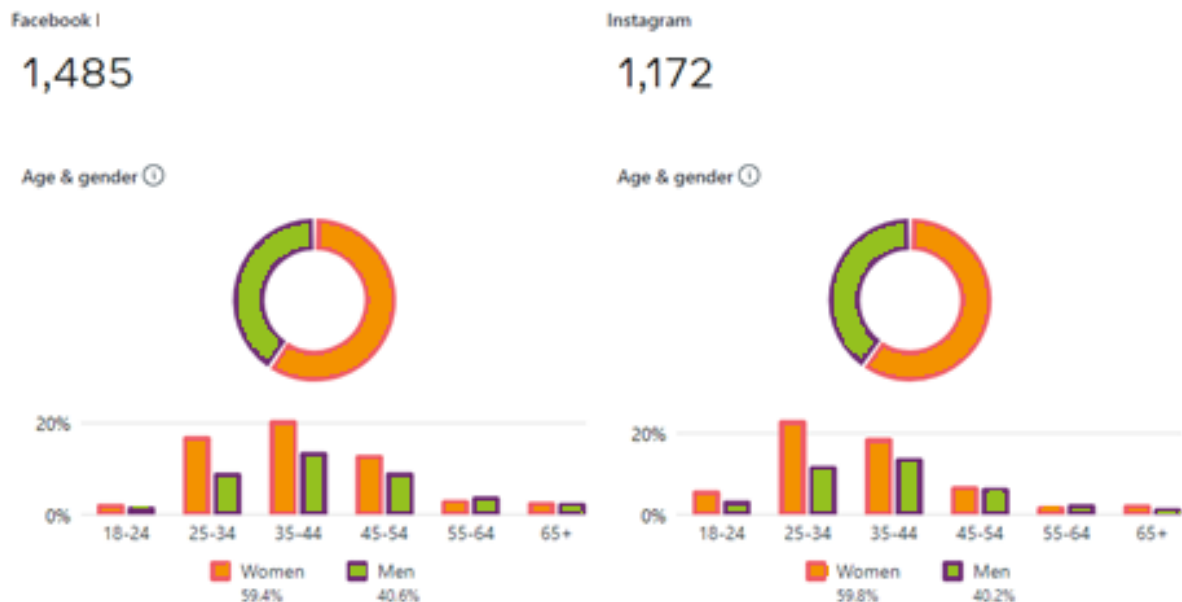 Facebook |
1,485
Age & gender
20%
0%
18-24 25-34 35-44 45-54 55-64 65+
Women Men
59.4% 40.6%
Instagram
1,172
Age & gender
20%
0%
18-24 25-34 35-44 45-54 55-64 65+
Women Men
59.8% 40.2%